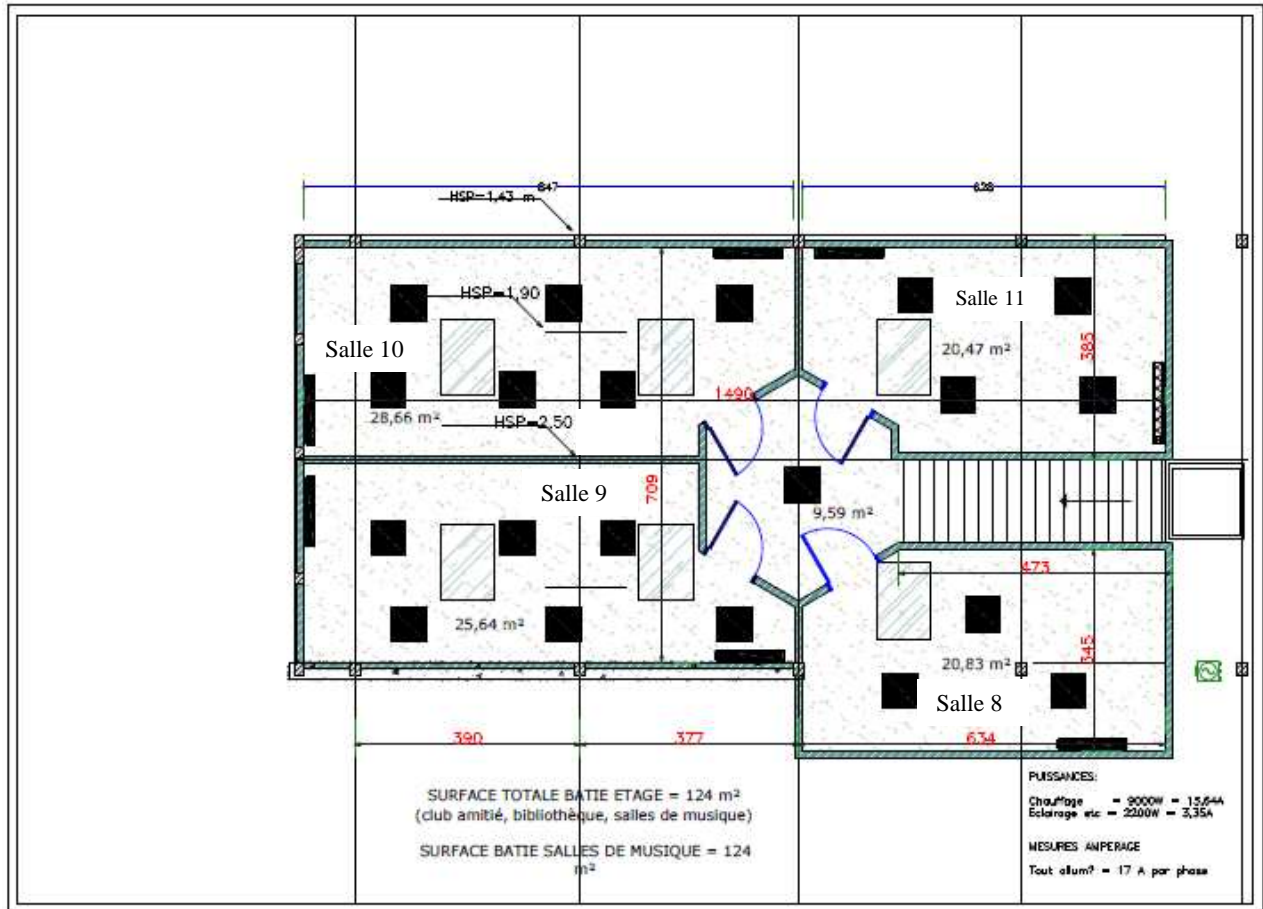 847
628
HSP=1,43 m
HSP=1,90
Salle 11
Salle 10
20,47 m²
385
1490
28,66 m²
HSP=2,50
Salle 9
709
9,59 m²
473
25,64 m²
345
20,83 m²
Salle 8
390
377
634
PUISSANCES:
Chauffage = 9000W = 13,64A
Eclairage etc = 2200W = 3,35A
MESURES AMPERAGE
Tout allum? = 17 A par phase
SURFACE TOTALE BATIE ETAGE = 124 m²
(club amitié, bibliothèque, salles de musique)
SURFACE BATIE SALLES DE MUSIQUE = 124
m²